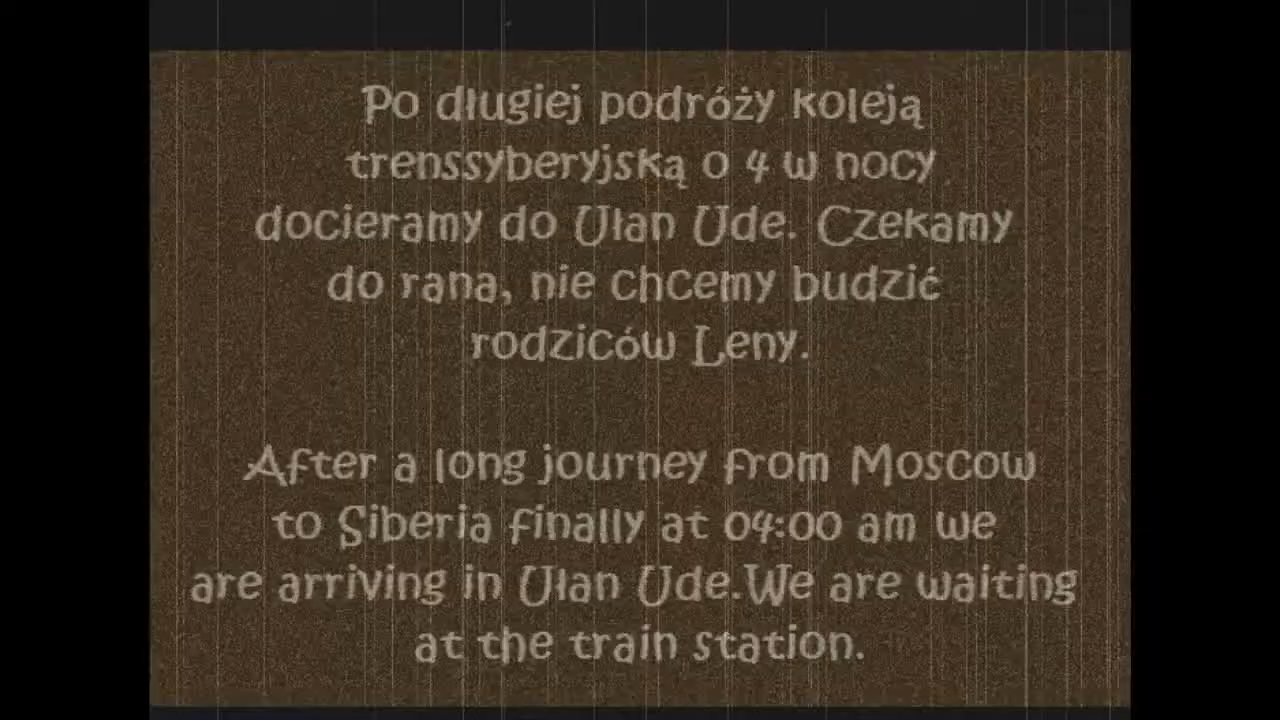 Po długiej podróży koleją
trenssyberyjską o 4 w nocy
docieramy do Ułan Ude. Czekamy
do rana, nie chcemy budzić
rodziców Leny.
After a long journey from Moscow
to Siberia finally at 04:00 am we
are arriving in Ułan Ude.We are waiting
at the train station.